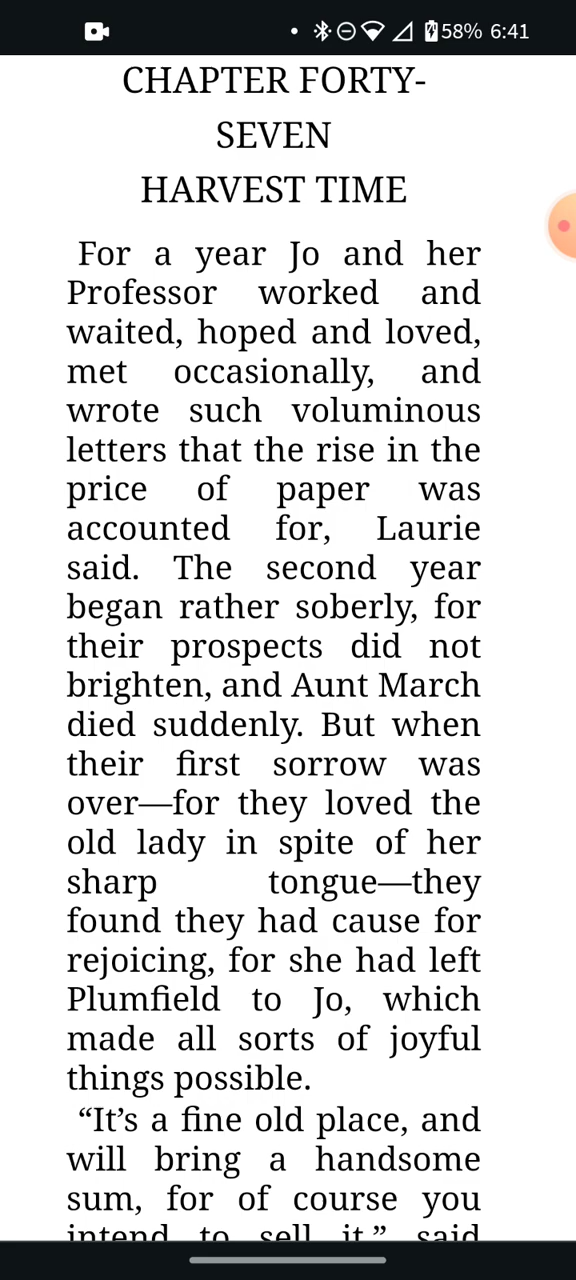 58% 6:41
CHAPTER FORTY-
SEVEN
HARVEST TIME
For a year Jo and her
Professor worked and
waited, hoped and loved,
met occasionally, and
wrote such voluminous
letters that the rise in the
price of paper was
accounted for, Laurie
said. The second year
began rather soberly, for
their prospects did not
brighten, and Aunt March
died suddenly. But when
their first sorrow was
over—for they loved the
old lady in spite of her
sharp tongue—they
found they had cause for
rejoicing, for she had left
Plumfield to Jo, which
made all sorts of joyful
things possible.
“It’s a fine old place, and
will bring a handsome
sum, for of course you
intend to sell it,” said